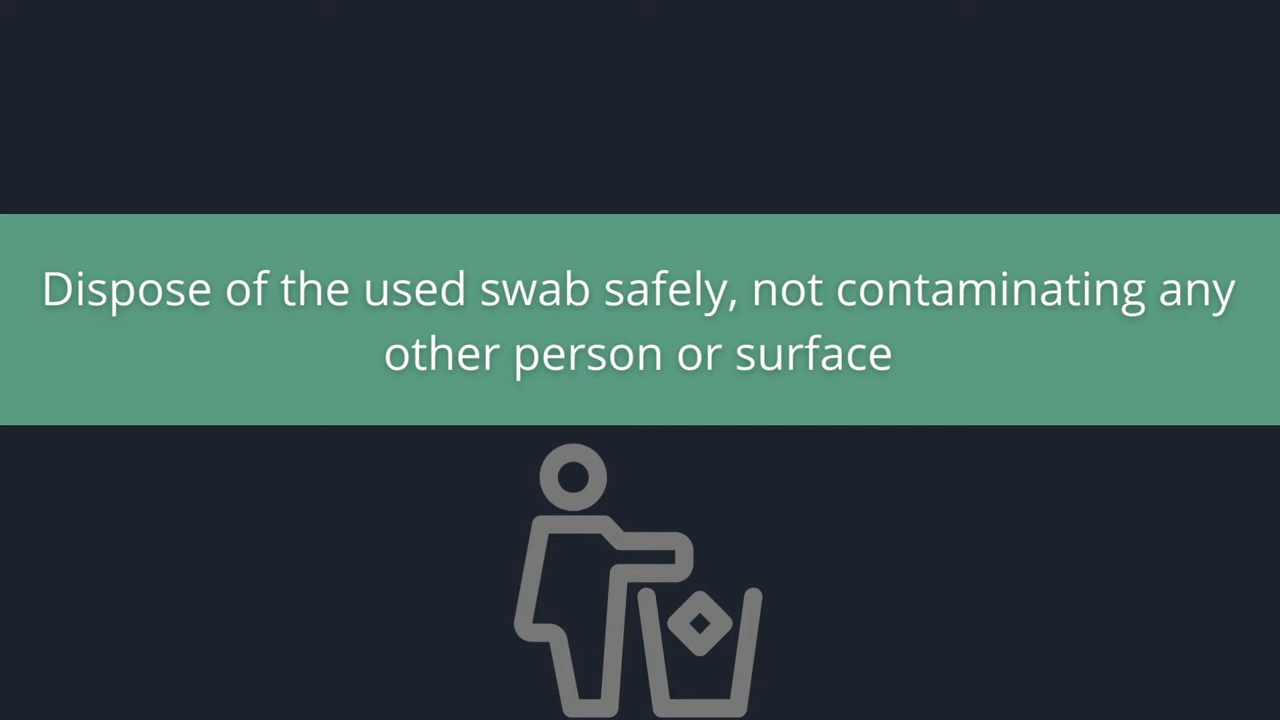 Dispose of the used swab safely, not contaminating any
other person or surface